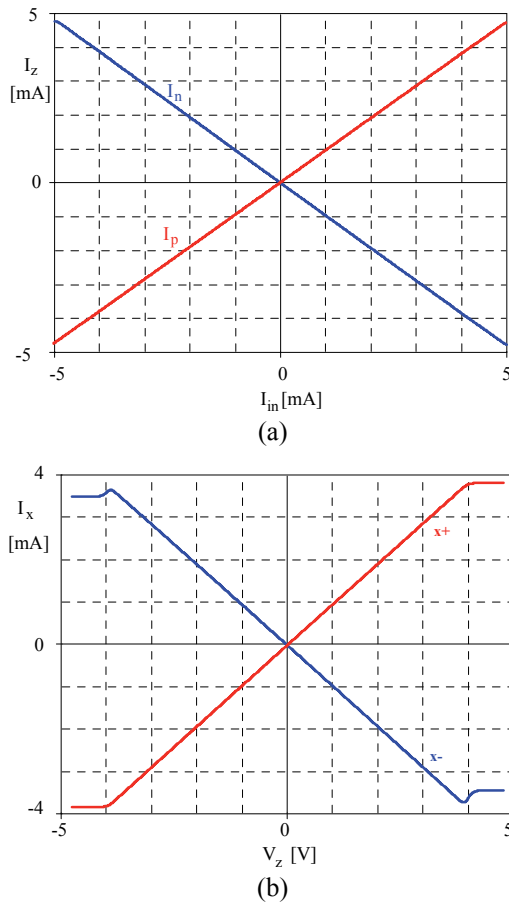 5
I_z
[mA]
I_n
0
I_p
-5
-5 0 5
I_in [mA]
(a)
4
I_x
[mA]
x+
0
x-
-4
-5 0 5
V_z [V]
(b)